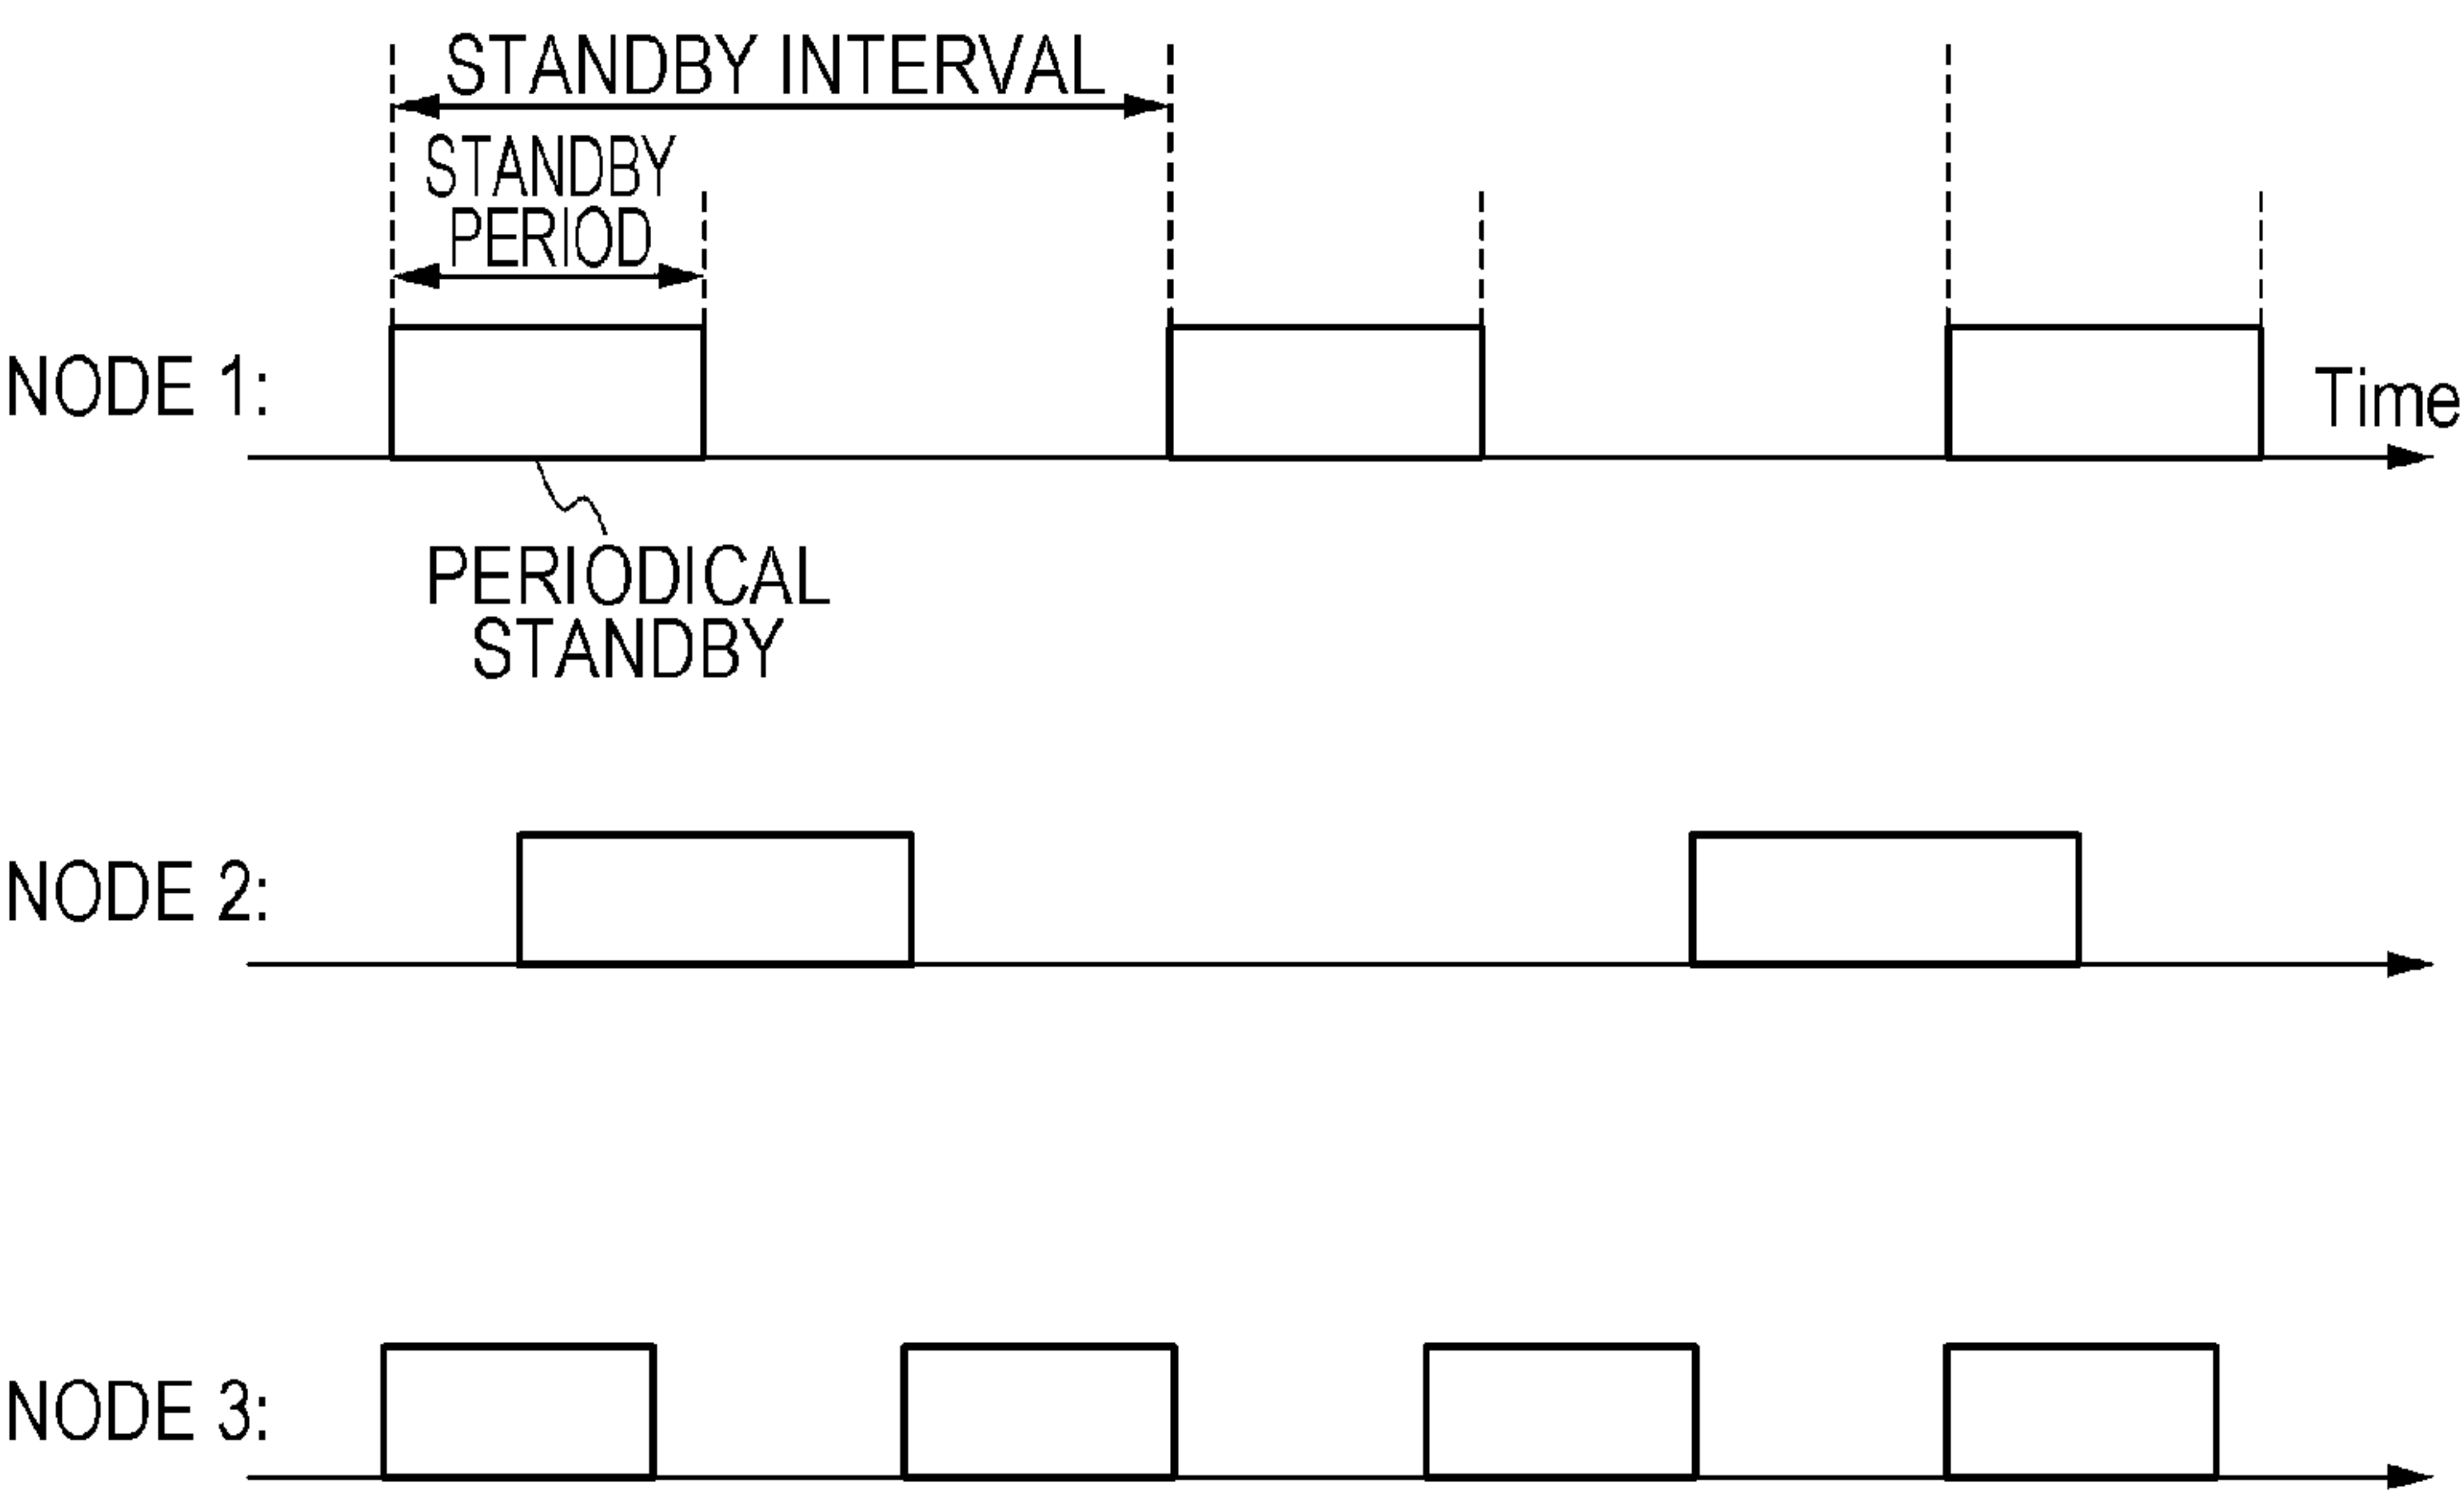 STANDBY INTERVAL
STANDBY
PERIOD
NODE 1:
Time
PERIODICAL
STANDBY
NODE 2:
NODE 3: